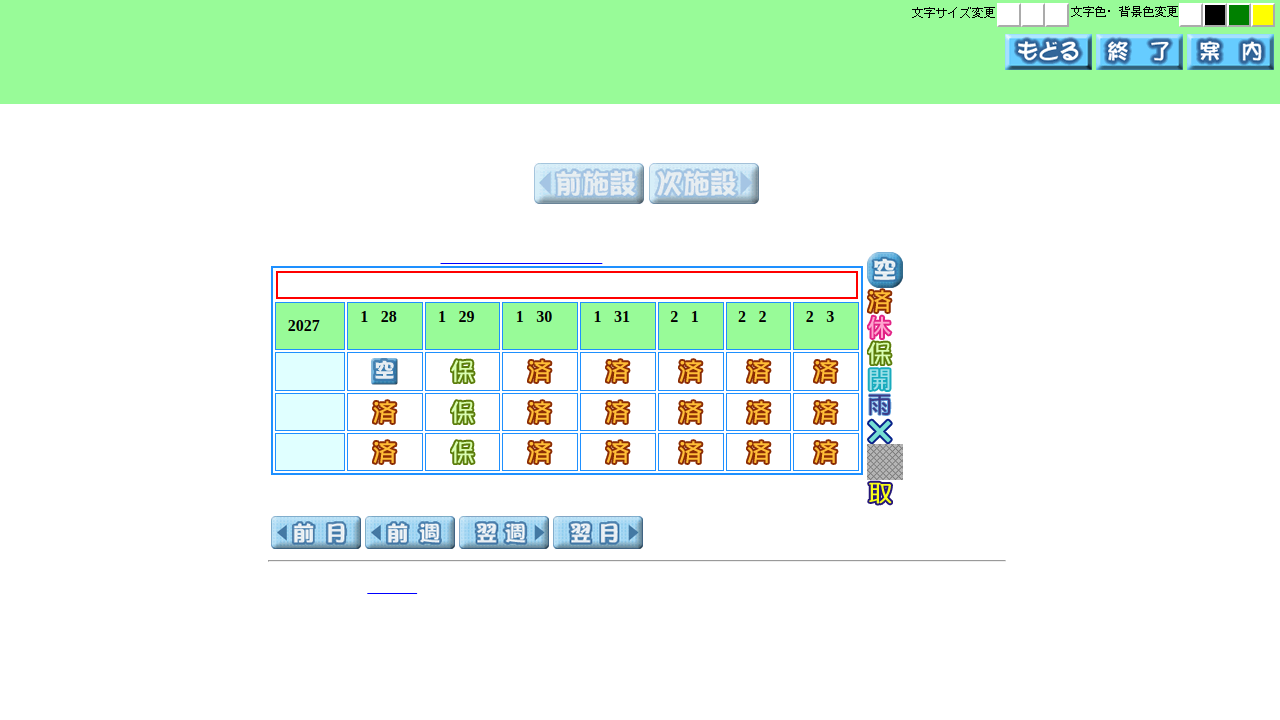 文字サイズ変更 文字色・背景色変更
もどる 終了 案内
前施設 次施設
空
2027 1 28 1 29 1 30 1 31 2 1 2 2 2 3
済
休
保
開
雨
×
取
空 保 済 済 済 済 済
済 保 済 済 済 済 済
済 保 済 済 済 済 済
前月 前週 翌週 翌月